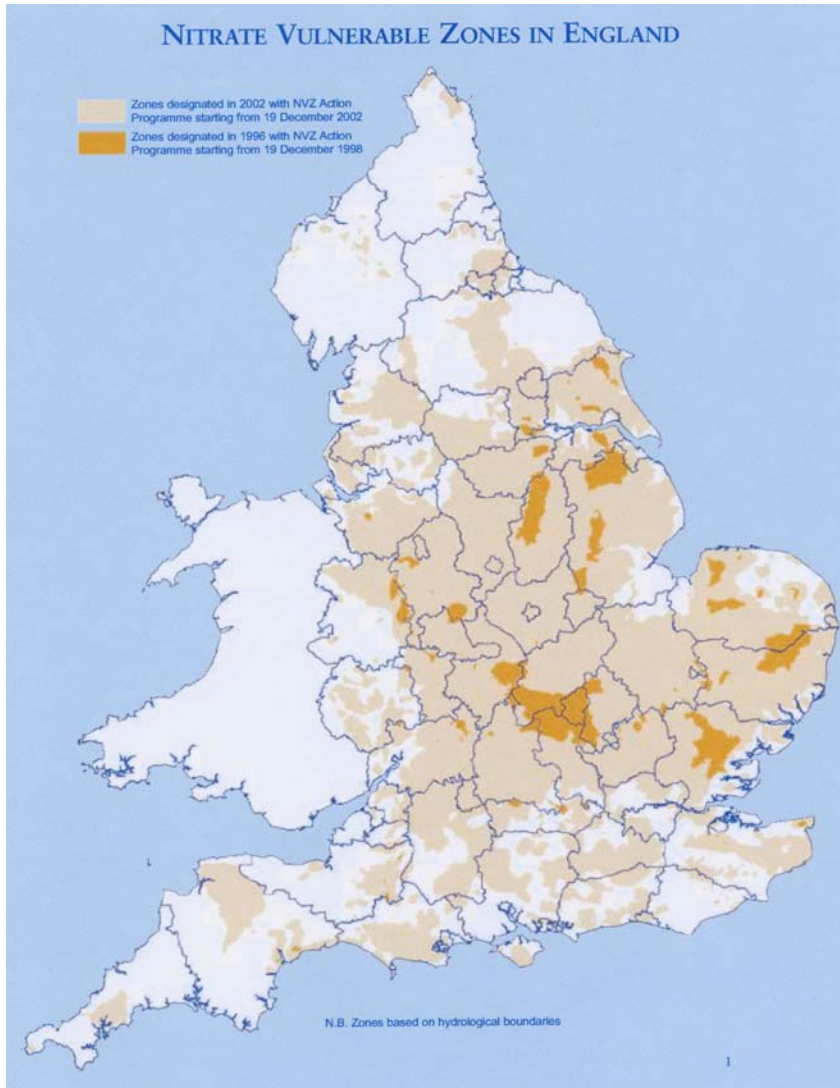 NITRATE VULNERABLE ZONES IN ENGLAND
Zones designated in 2002 with NVZ Action
Programme starting from 19 December 2002
Zones designated in 1996 with NVZ Action
Programme starting from 19 December 1998
N.B. Zones based on hydrological boundaries
1